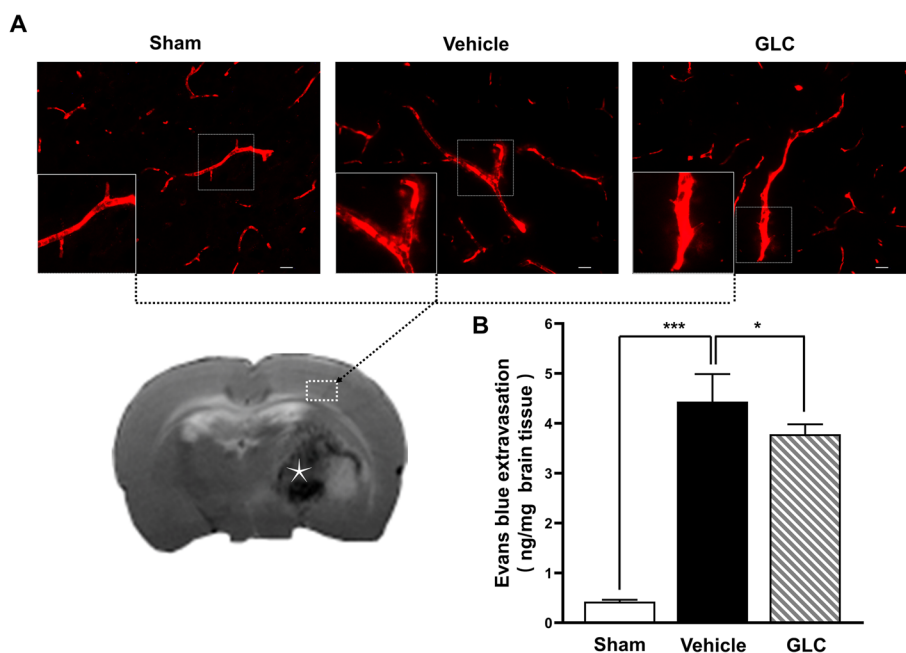 A
Sham
Vehicle
GLC
B
Evans blue extravasation
( ng/mg brain tissue )
6
5
4
3
2
1
0
***
*
Sham
Vehicle
GLC